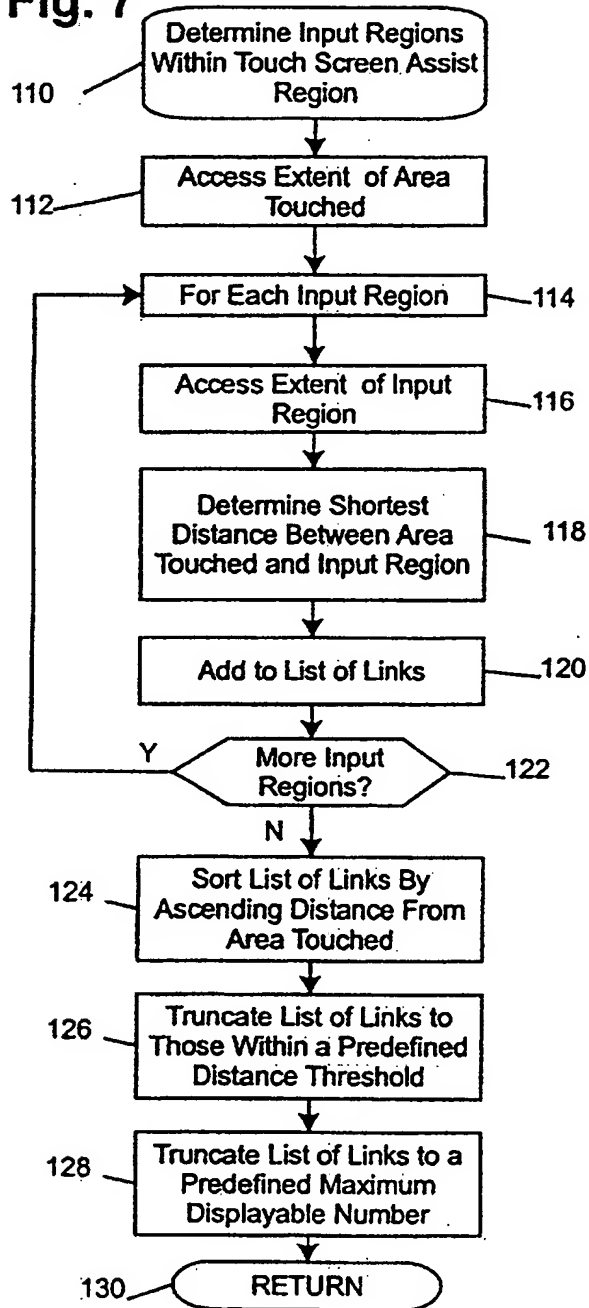 Fig. 7
Determine Input Regions
Within Touch Screen Assist
Region
110
Access Extent of Area
Touched
112
For Each Input Region
114
Access Extent of Input
Region
116
Determine Shortest
Distance Between Area
Touched and Input Region
118
Add to List of Links
120
Y
More Input
Regions?
122
N
Sort List of Links By
Ascending Distance From
Area Touched
124
Truncate List of Links to
Those Within a Predefined
Distance Threshold
126
Truncate List of Links to a
Predefined Maximum
Displayable Number
128
RETURN
130